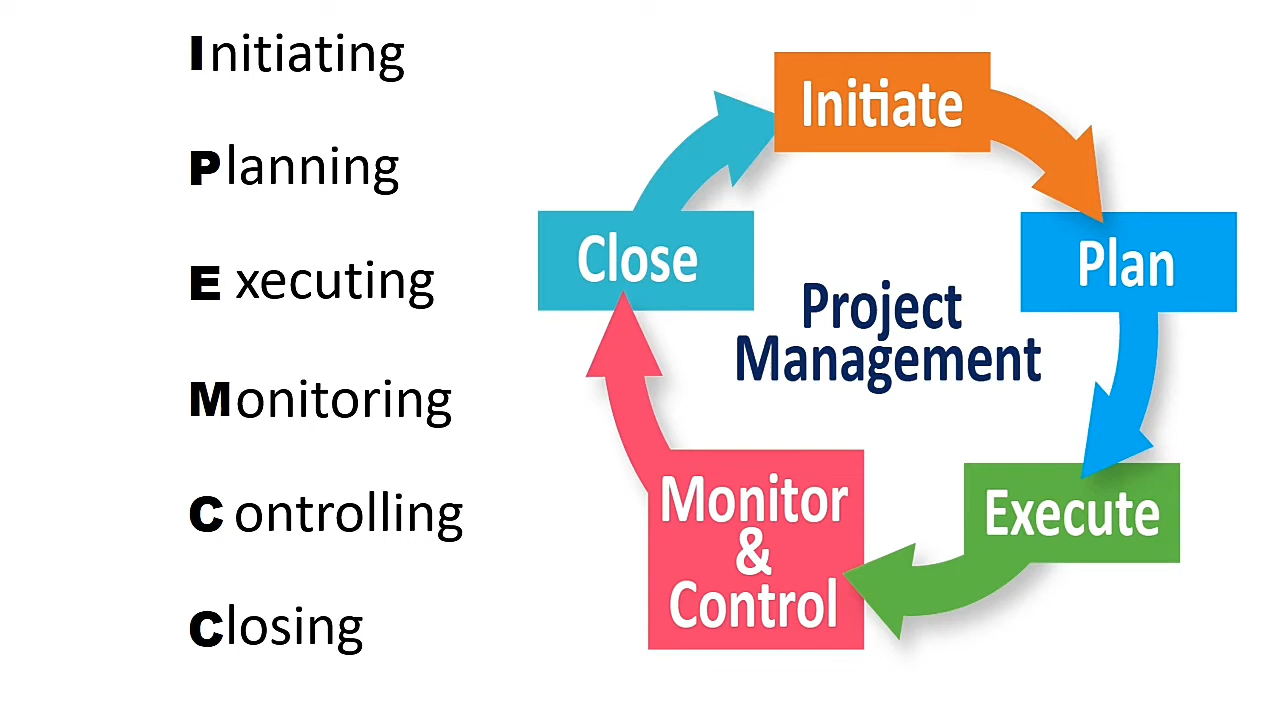 Initiating
Planning
Executing
Monitoring
Controlling
Closing
Initiate
Plan
Execute
Monitor
&
Control
Close
Project
Management